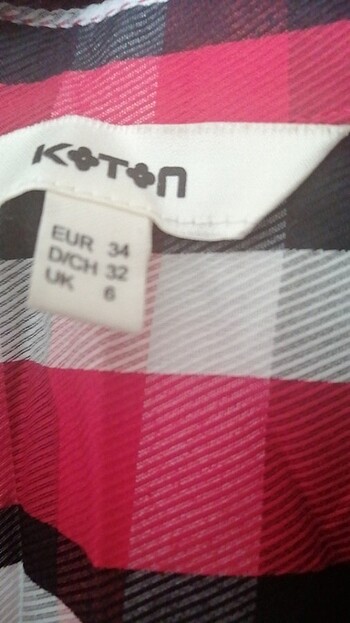 KOTON
EUR 34
D/CH 32
UK 6